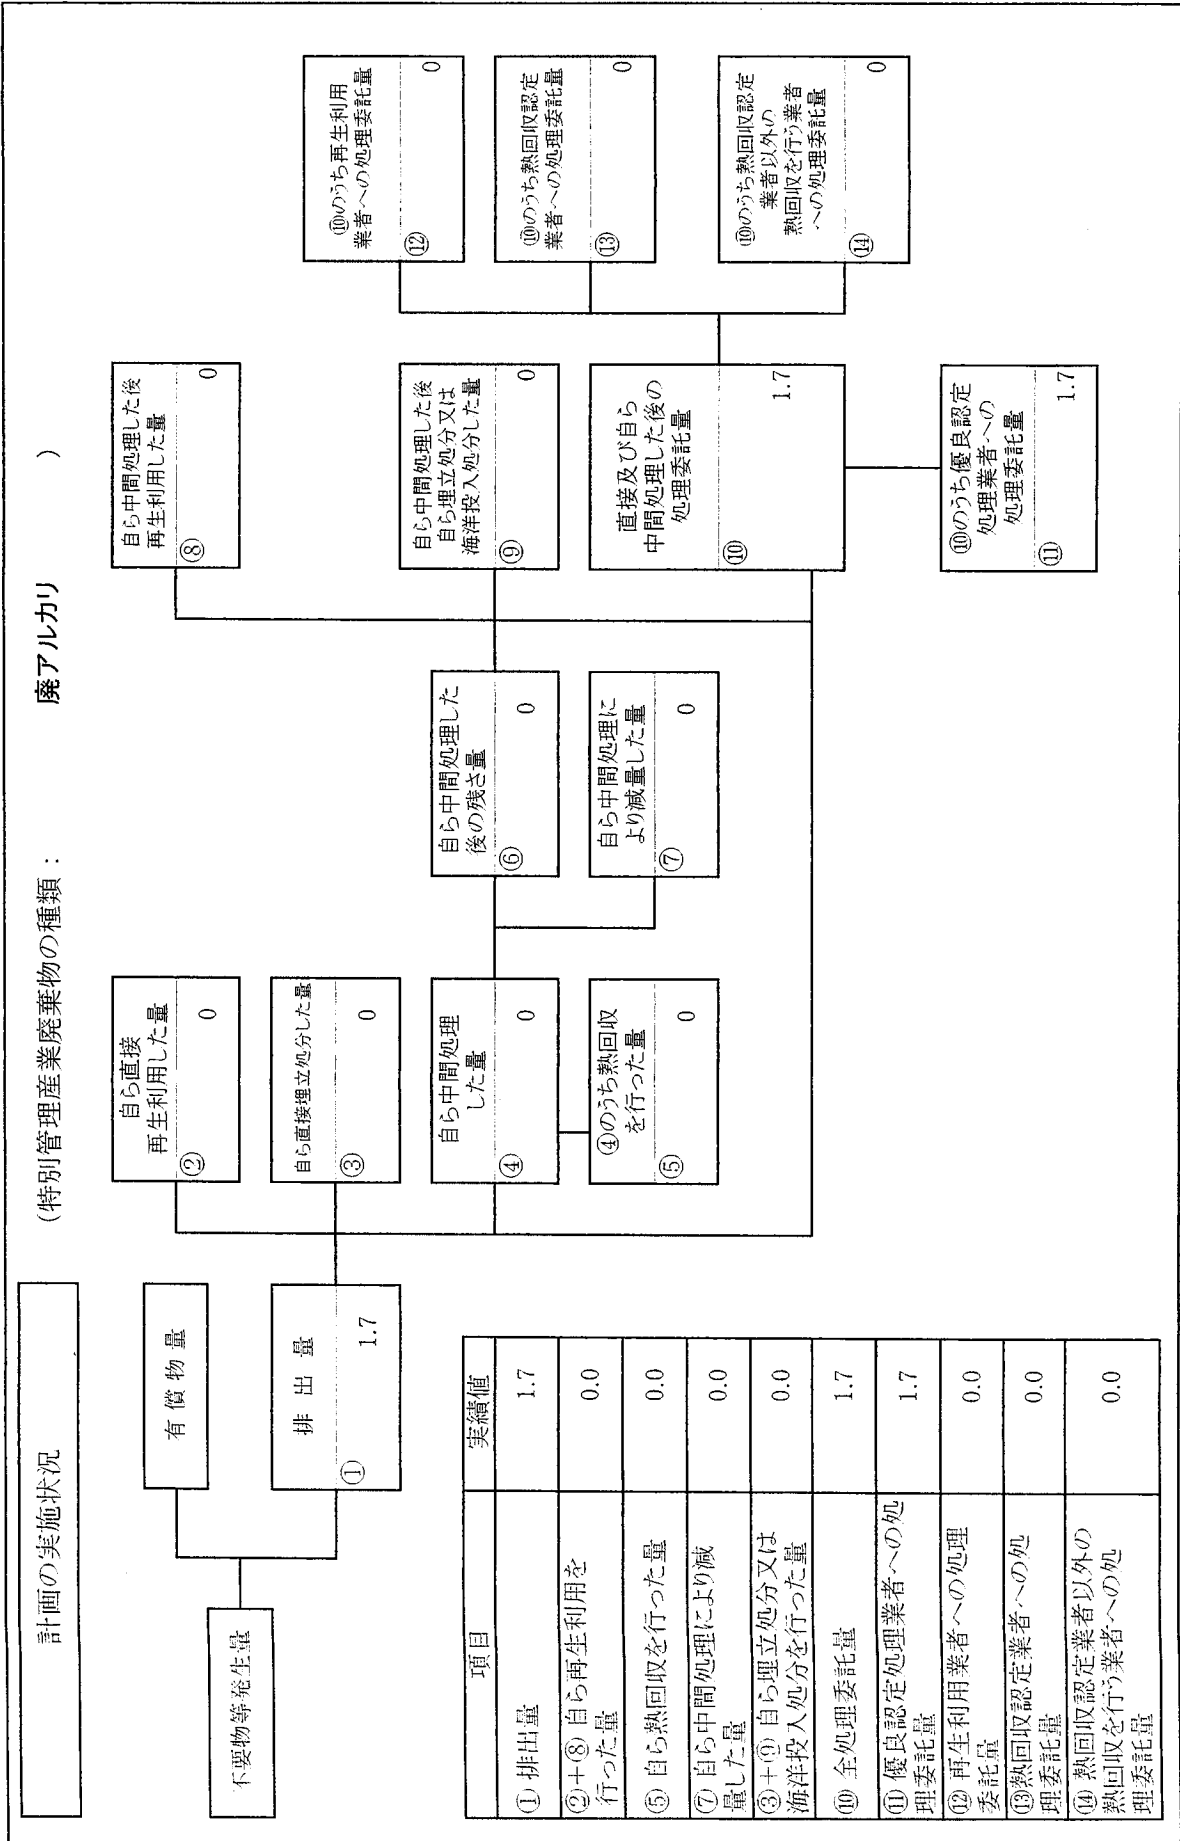 計画の実施状況
(特別管理産業廃棄物の種類：　廃アルカリ　)
不要物等発生量
有償物量
排出量
① 1.7
自ら直接
再生利用した量
② 0
自ら直接埋立処分した量
③ 0
自ら中間処理
した量
④ 0
④のうち熱回収
を行った量
⑤ 0
自ら中間処理した
後の残さ量
⑥ 0
自ら中間処理に
より減量した量
⑦ 0
自ら中間処理した後
再生利用した量
⑧ 0
自ら中間処理した後
自ら埋立処分又は
海洋投入処分した量
⑨ 0
直接及び自ら
中間処理した後の
処理委託量
⑩ 1.7
⑩のうち優良認定
処理業者への
処理委託量
⑪ 1.7
⑩のうち再生利用
業者への処理委託量
⑫ 0
⑩のうち熱回収認定
業者への処理委託量
⑬ 0
⑩のうち熱回収認定
業者以外の
熱回収を行う業者
への処理委託量
⑭ 0
項目 実績値
① 排出量 1.7
②＋⑧ 自ら再生利用を
行った量 0.0
⑤ 自ら熱回収を行った量 0.0
⑦ 自ら中間処理により減
量した量 0.0
③＋⑨ 自ら埋立処分又は
海洋投入処分を行った量 0.0
⑩ 全処理委託量 1.7
⑪ 優良認定処理業者への処
理委託量 1.7
⑫ 再生利用業者への処理
委託量 0.0
⑬熱回収認定業者への処
理委託量 0.0
⑭ 熱回収認定業者以外の
熱回収を行う業者への処
理委託量 0.0